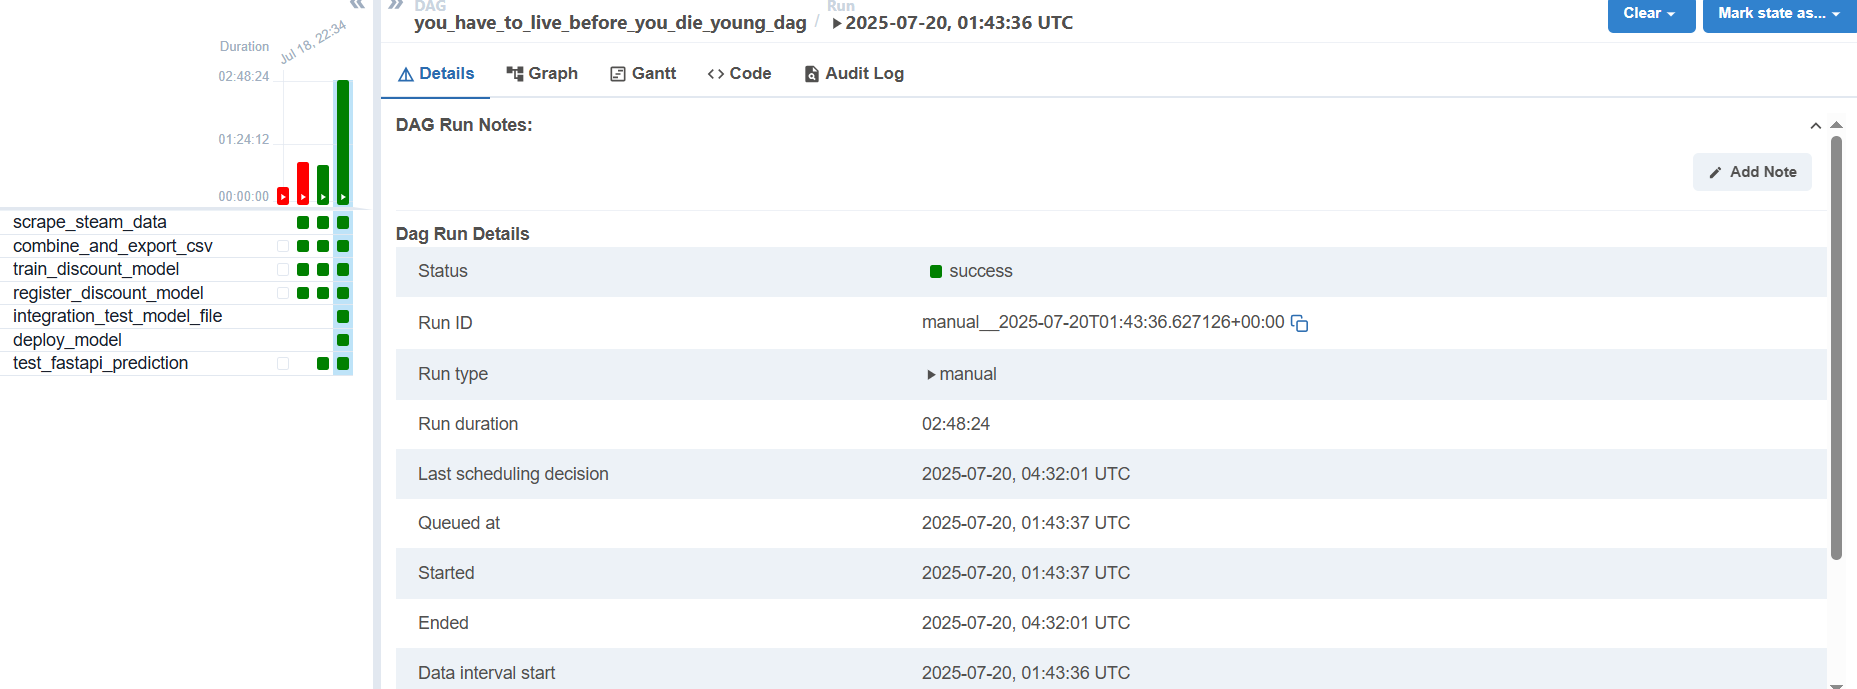 Duration
Jul 18, 22:34
02:48:24
01:24:12
00:00:00
scrape_steam_data
combine_and_export_csv
train_discount_model
register_discount_model
integration_test_model_file
deploy_model
test_fastapi_prediction
DAG
you_have_to_live_before_you_die_young_dag
/
Run
2025-07-20, 01:43:36 UTC
Clear
Mark state as...
Details
Graph
Gantt
Code
Audit Log
DAG Run Notes:
Add Note
Dag Run Details
Status success
Run ID manual__2025-07-20T01:43:36.627126+00:00
Run type manual
Run duration 02:48:24
Last scheduling decision 2025-07-20, 04:32:01 UTC
Queued at 2025-07-20, 01:43:37 UTC
Started 2025-07-20, 01:43:37 UTC
Ended 2025-07-20, 04:32:01 UTC
Data interval start 2025-07-20, 01:43:36 UTC